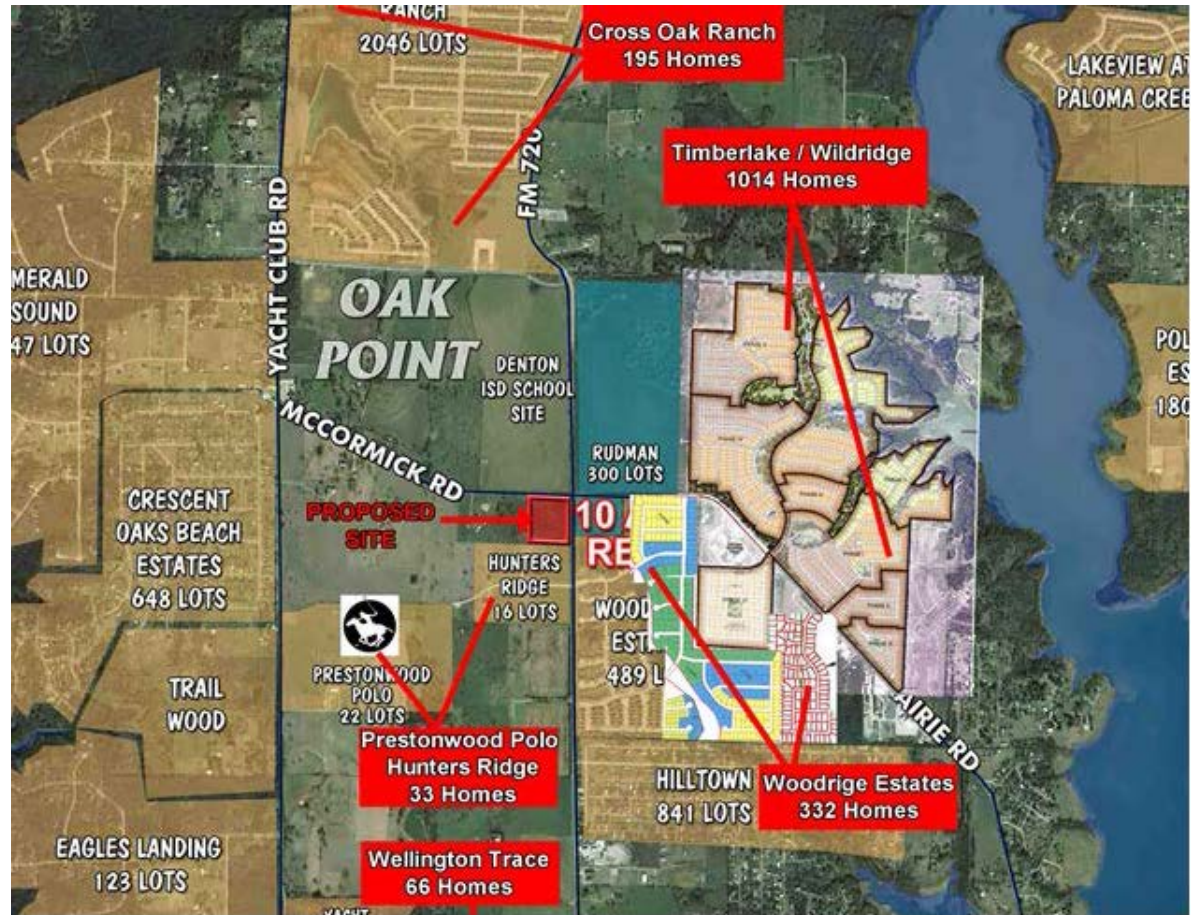 RANCH
2046 LOTS
Cross Oak Ranch
195 Homes
LAKEVIEW AT
PALOMA CREE
Timberlake / Wildridge
1014 Homes
FM 720
YACHT CLUB RD
MERALD
SOUND
47 LOTS
OAK
POINT
DENTON
ISD SCHOOL
SITE
POL
ES
180
MCCORMICK RD
RUDMAN
300 LOTS
CRESCENT
OAKS BEACH
ESTATES
648 LOTS
PROPOSED
SITE
10
RE
HUNTERS
RIDGE
16 LOTS
WOOD
EST
489 L
PRESTONWOOD
POLO
22 LOTS
TRAIL
WOOD
Prestonwood Polo
Hunters Ridge
33 Homes
AIRIE RD
HILLTOWN
841 LOTS
Woodrige Estates
332 Homes
EAGLES LANDING
123 LOTS
Wellington Trace
66 Homes
YACHT